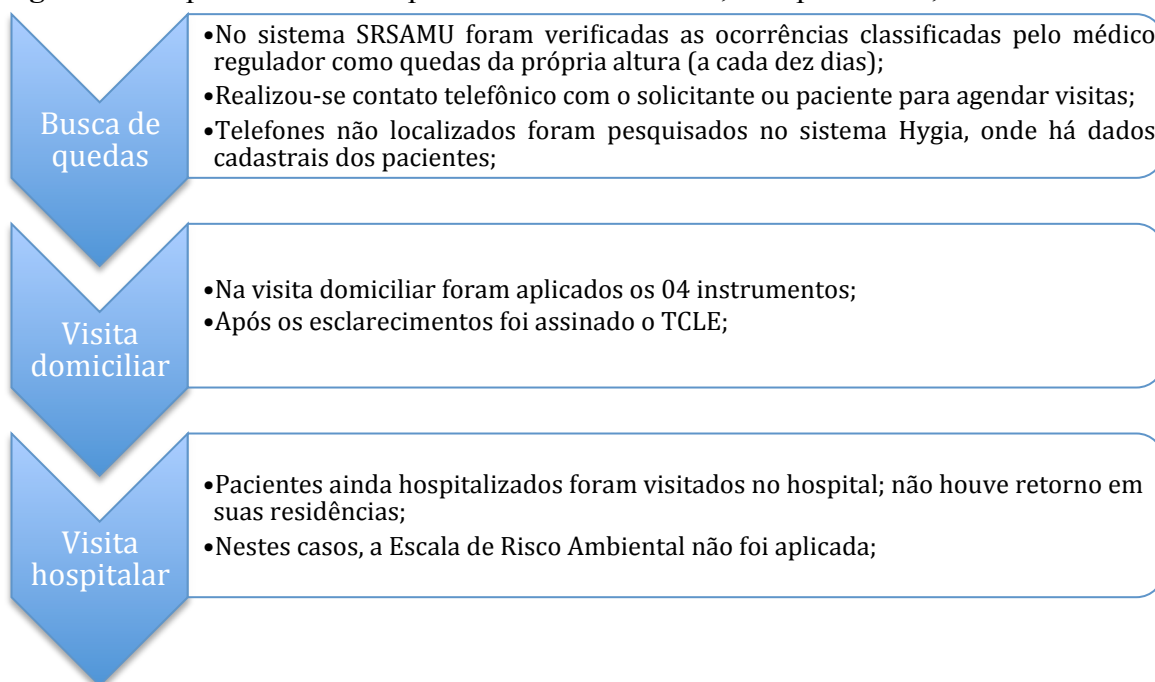 Busca de
quedas
•No sistema SRSAMU foram verificadas as ocorrências classificadas pelo médico
regulador como quedas da própria altura (a cada dez dias);
•Realizou-se contato telefônico com o solicitante ou paciente para agendar visitas;
•Telefones não localizados foram pesquisados no sistema Hygia, onde há dados
cadastrais dos pacientes;
Visita
domiciliar
•Na visita domiciliar foram aplicados os 04 instrumentos;
•Após os esclarecimentos foi assinado o TCLE;
Visita
hospitalar
•Pacientes ainda hospitalizados foram visitados no hospital; não houve retorno em
suas residências;
•Nestes casos, a Escala de Risco Ambiental não foi aplicada;